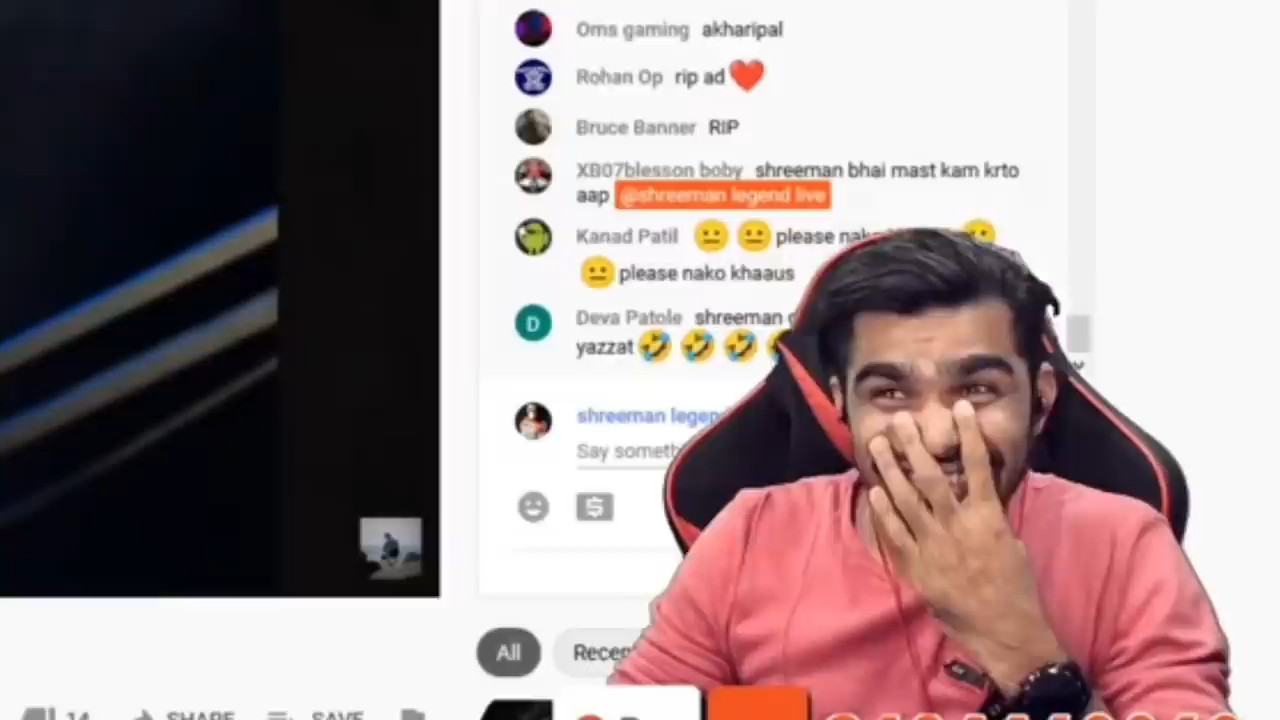 Oms gaming akharipal
Rohan Op rip ad❤️
Bruce Banner RIP
XB07blesson boby shreeman bhai mast kam krto
aap @shreeman legend live
Kanad Patil 😐 😐 please
😐 please nako khaaus
Deva Patole shreeman
yazzat 🤣 🤣 🤣
shreeman
Say
All
14 SHARE SAVE